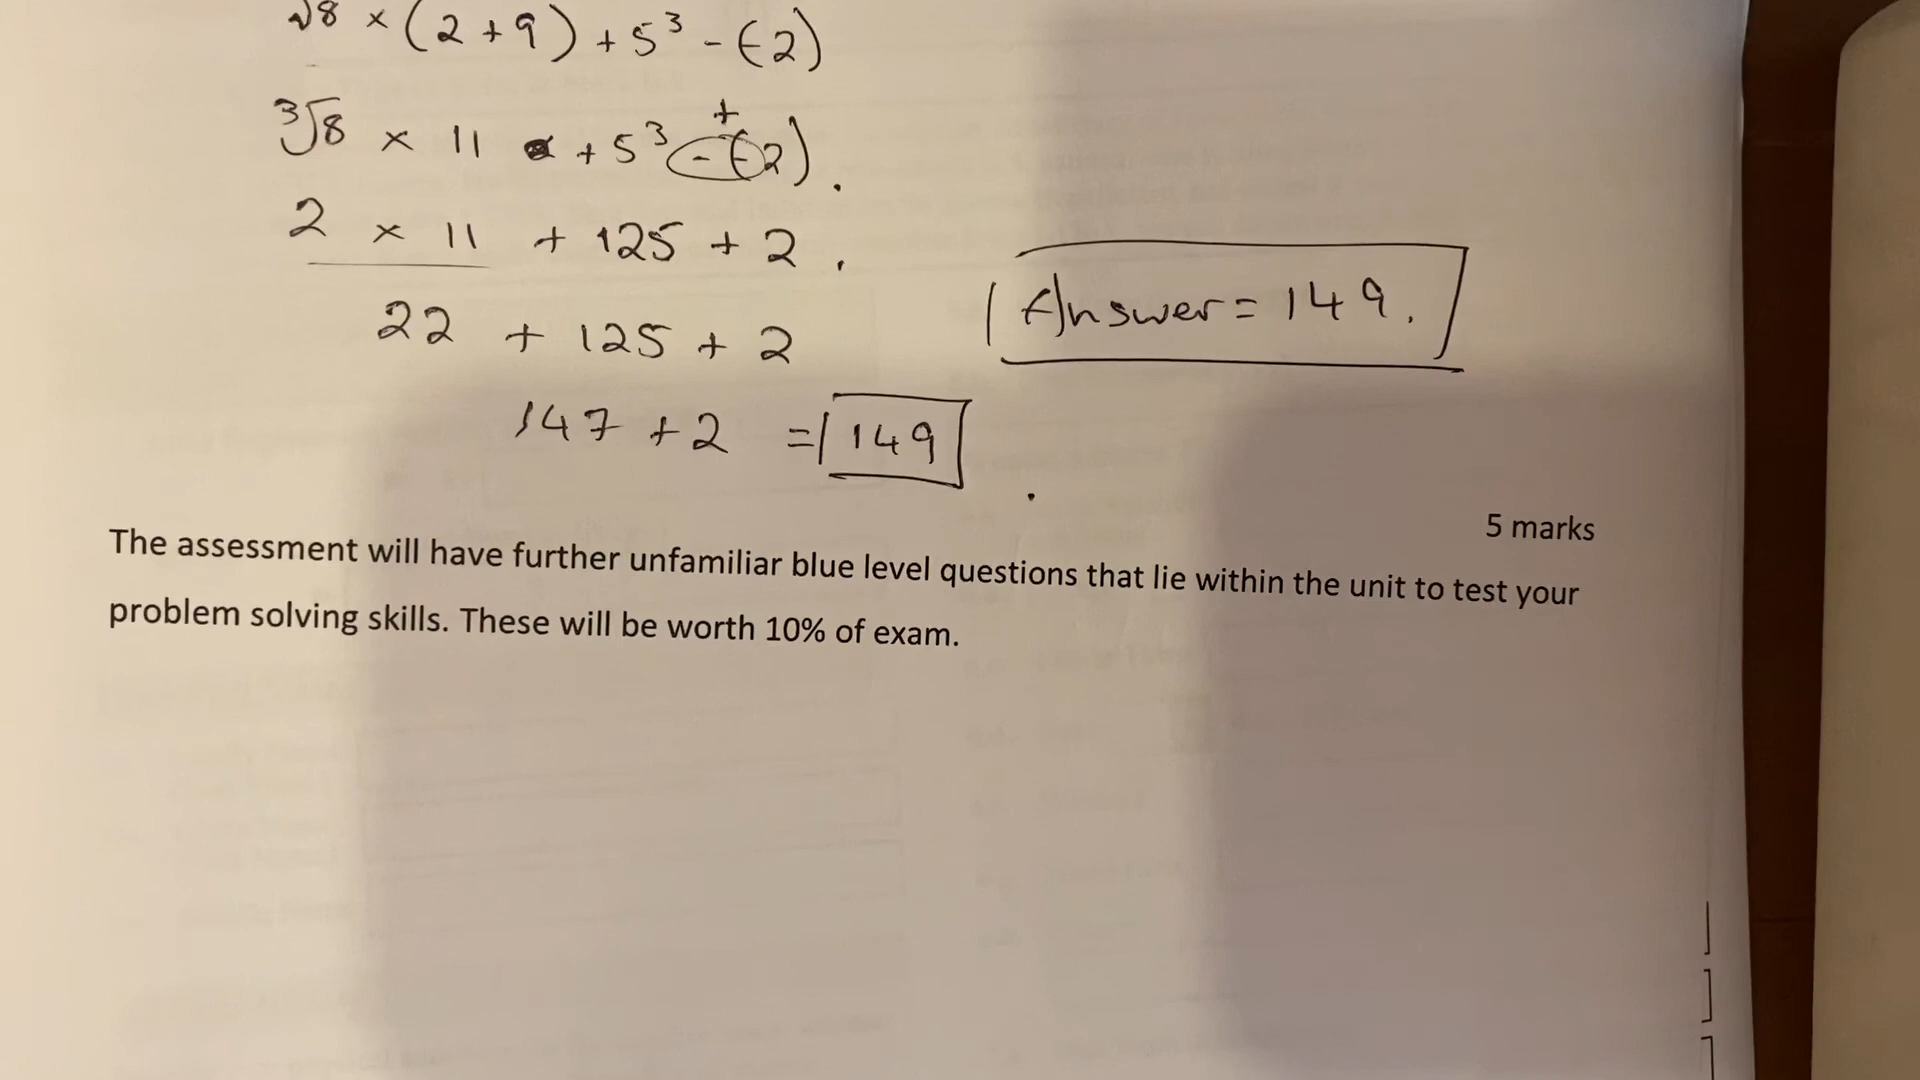 √8 × (2 + 9) + 5³ - (-2)
+
³√8 × 11 + 5³ - (-2).
2 × 11 + 125 + 2.
Answer = 149.
22 + 125 + 2
147 + 2 = 149
5 marks
The assessment will have further unfamiliar blue level questions that lie within the unit to test your
problem solving skills. These will be worth 10% of exam.